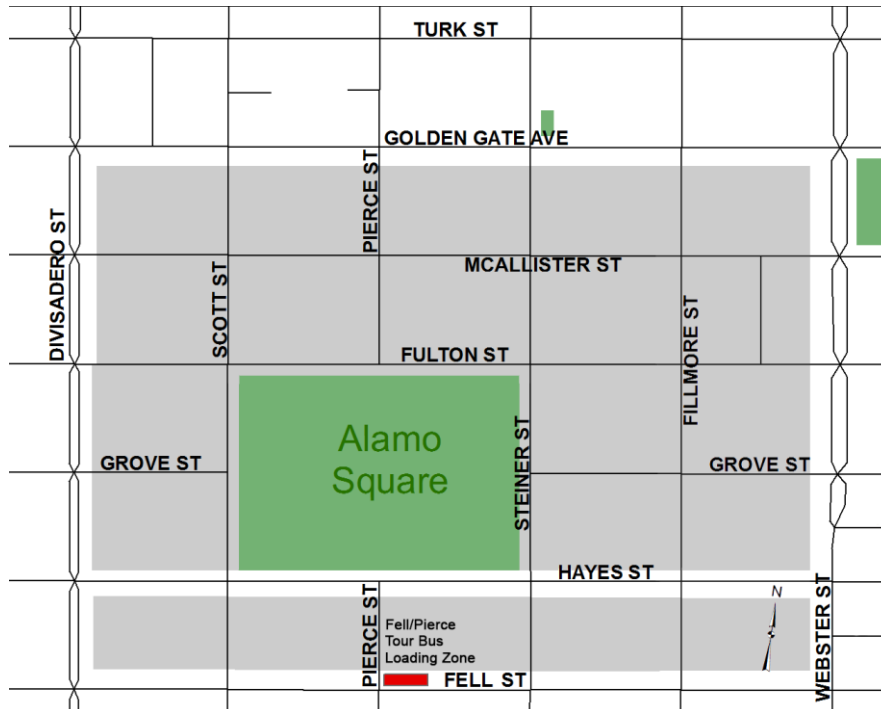 TURK ST
GOLDEN GATE AVE
PIERCE ST
DIVISADERO ST
SCOTT ST
MCALLISTER ST
FULTON ST
FILLMORE ST
Alamo
Square
STEINER ST
GROVE ST
GROVE ST
HAYES ST
PIERCE ST
Fell/Pierce
Tour Bus
Loading Zone
FELL ST
N
WEBSTER ST